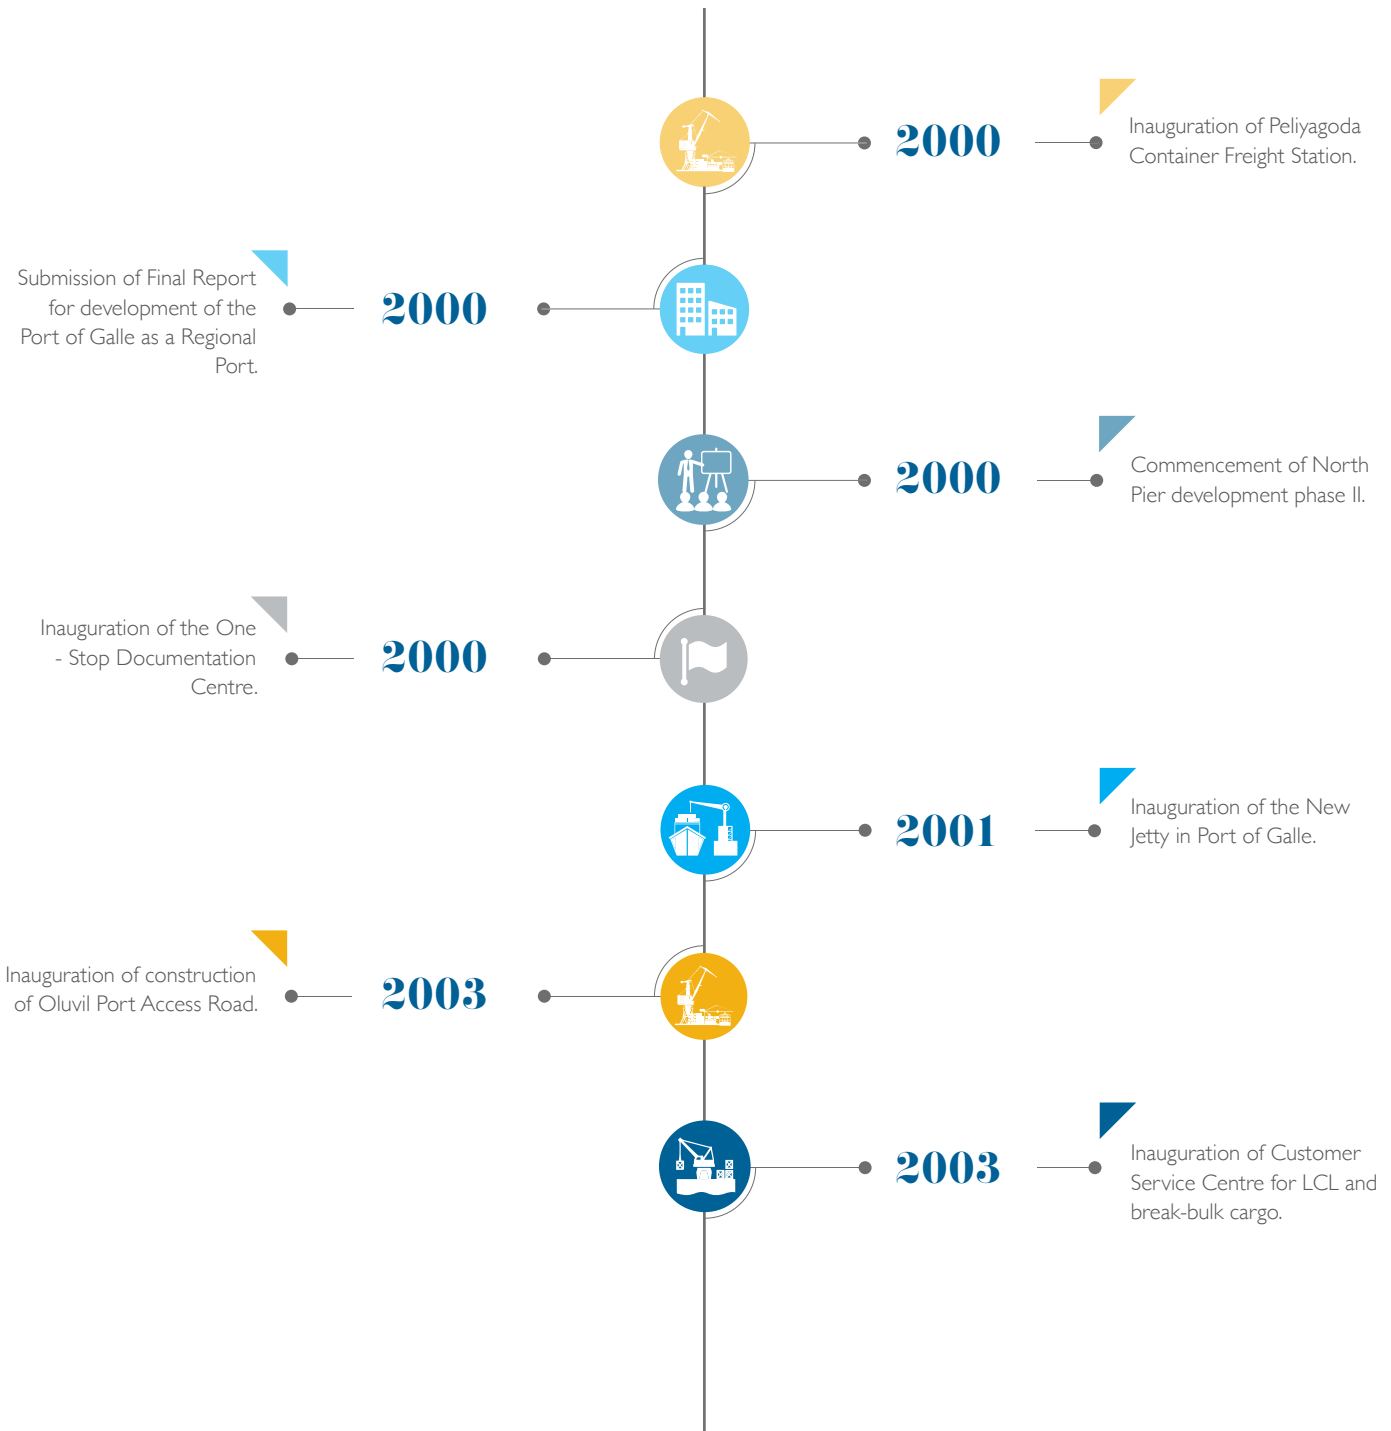 2000
Inauguration of Peliyagoda
Container Freight Station.
Submission of Final Report
for development of the
Port of Galle as a Regional
Port.
2000
2000
Commencement of North
Pier development phase II.
Inauguration of the One
- Stop Documentation
Centre.
2000
2001
Inauguration of the New
Jetty in Port of Galle.
Inauguration of construction
of Oluvil Port Access Road.
2003
2003
Inauguration of Customer
Service Centre for LCL and
break-bulk cargo.